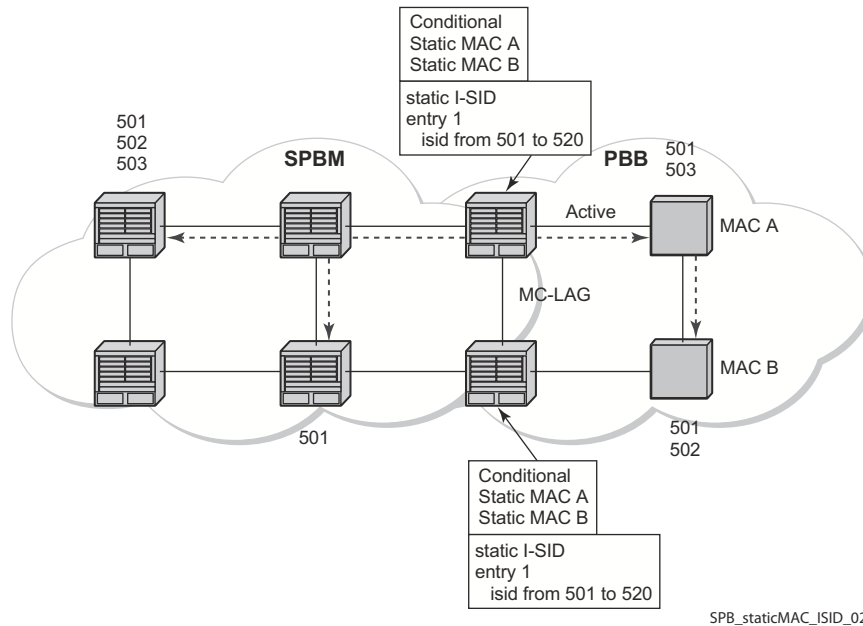 Conditional
Static MAC A
Static MAC B
static I-SID
entry 1
isid from 501 to 520
501
502
503
SPBM
PBB
501
503
Active
MAC A
MC-LAG
MAC B
501
501
502
Conditional
Static MAC A
Static MAC B
static I-SID
entry 1
isid from 501 to 520
SPB_staticMAC_ISID_02